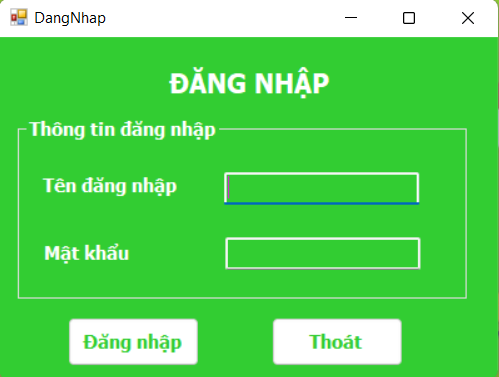 DangNhap
ĐĂNG NHẬP
Thông tin đăng nhập
Tên đăng nhập
Mật khẩu
Đăng nhập
Thoát